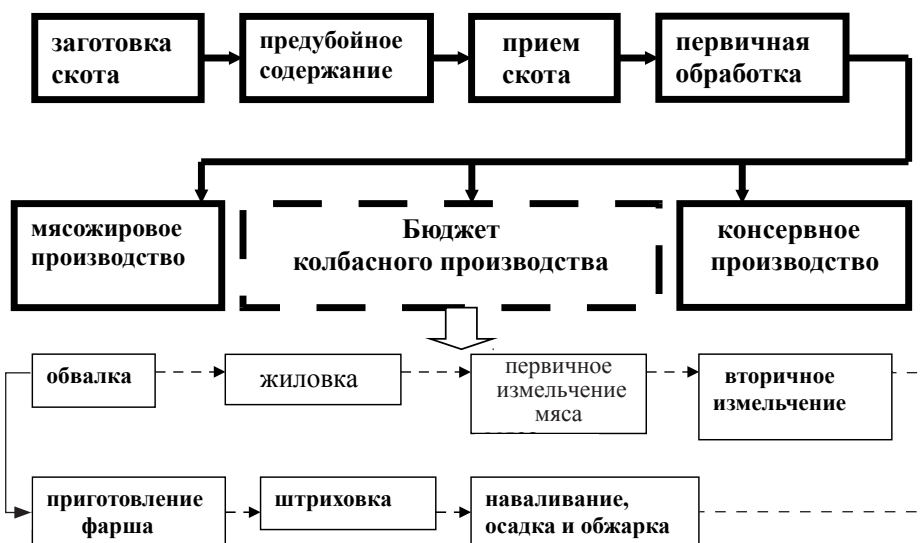 заготовка
скота
предубойное
содержание
прием
скота
первичная
обработка
мясожировое
производство
Бюджет
колбасного производства
консервное
производство
обвалка
жиловка
первичное
измельчение
мяса
вторичное
измельчение
приготовление
фарша
штриховка
наваливание,
осадка и обжарка